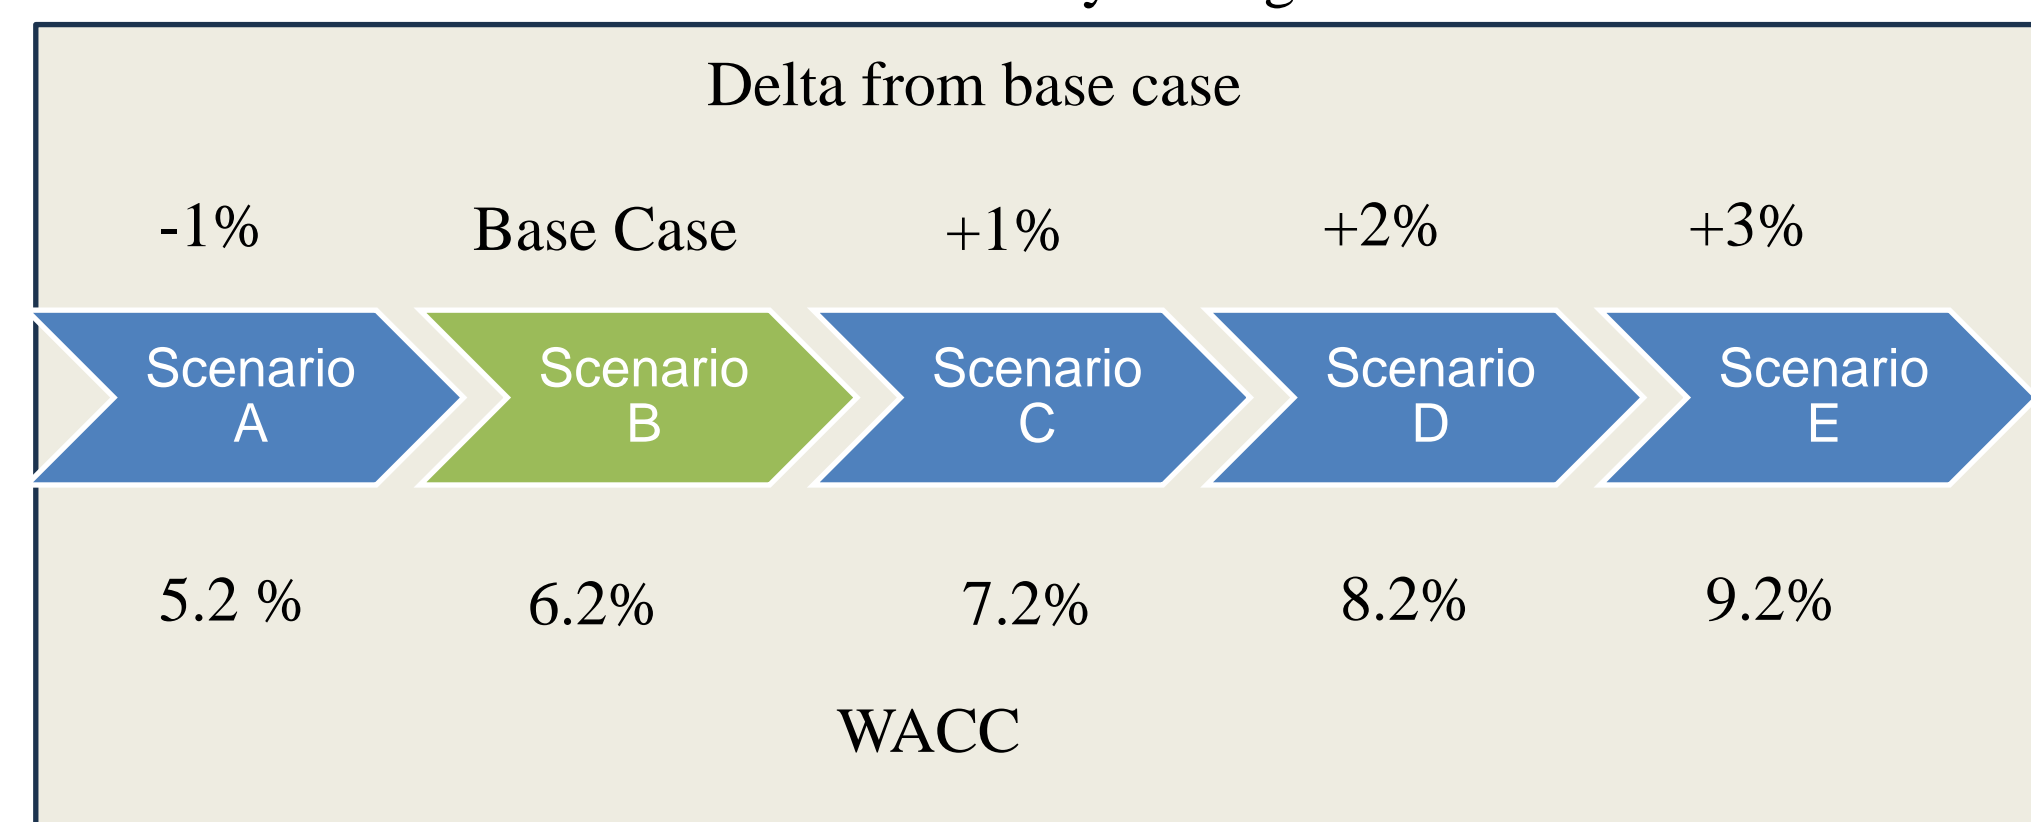 Delta from base case
-1% Base Case +1% +2% +3%
Scenario A Scenario B Scenario C Scenario D Scenario E
5.2 % 6.2% 7.2% 8.2% 9.2%
WACC